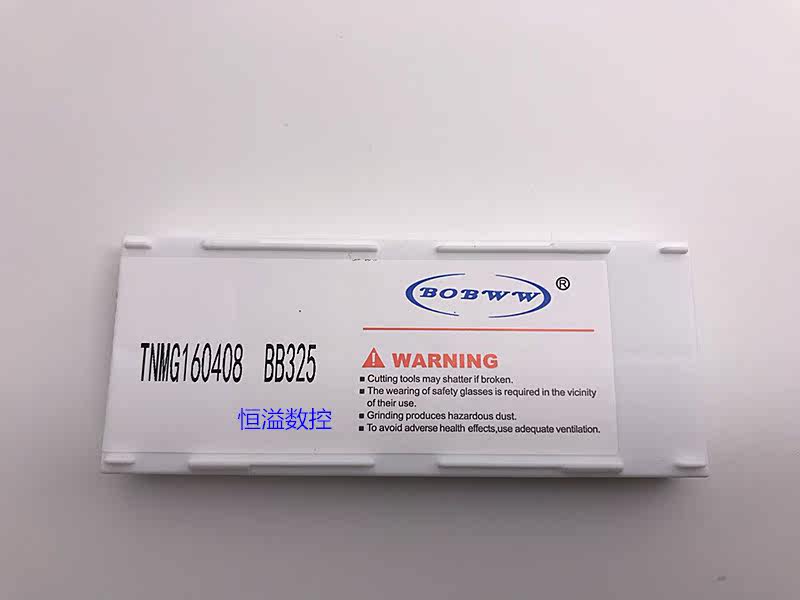 BOBWW®
TNMG160408 BB325
WARNING
▪ Cutting tools may shatter if broken.
▪ The wearing of safety glasses is required in the vicinity
of their use.
▪ Grinding produces hazardous dust.
▪ To avoid adverse health effects,use adequate ventilation.
恒溢数控